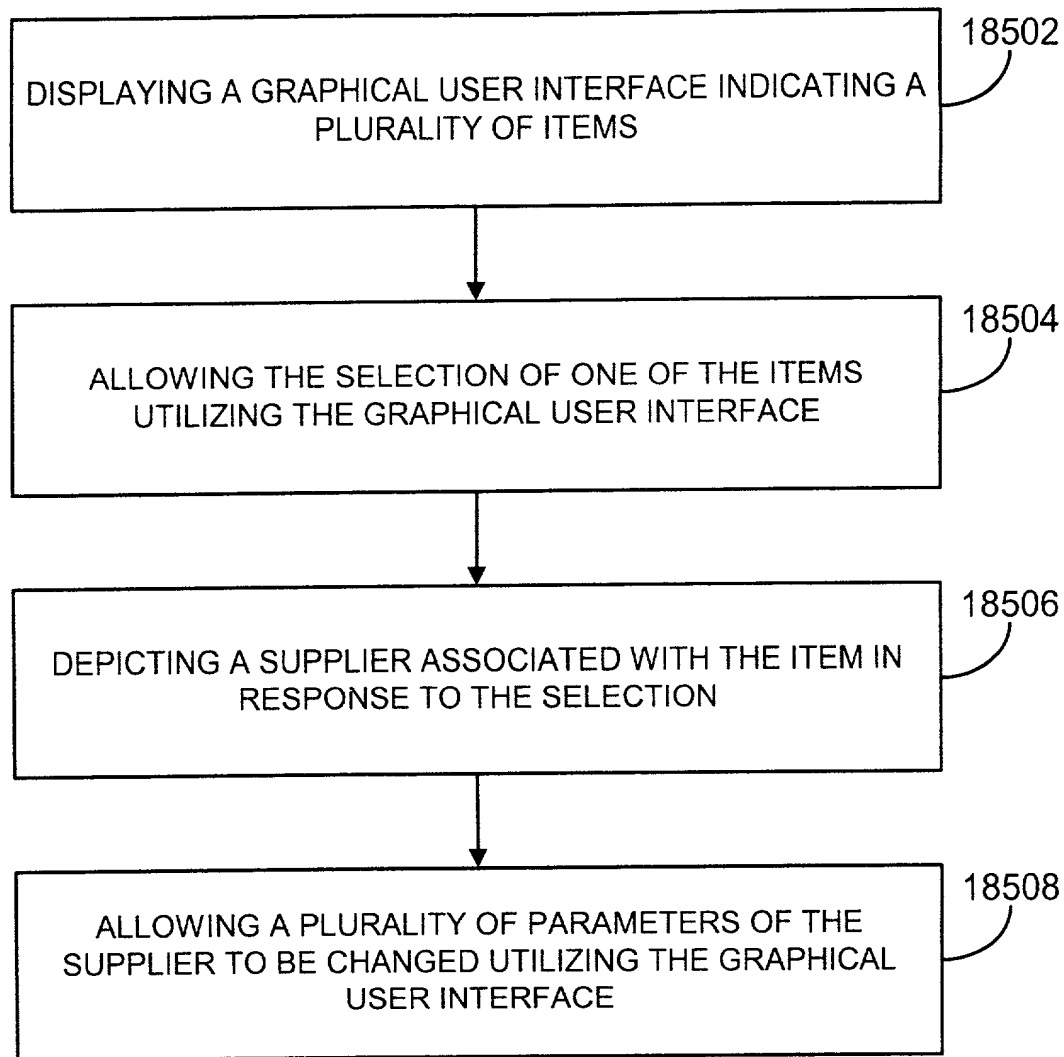 18502
DISPLAYING A GRAPHICAL USER INTERFACE INDICATING A
PLURALITY OF ITEMS
18504
ALLOWING THE SELECTION OF ONE OF THE ITEMS
UTILIZING THE GRAPHICAL USER INTERFACE
18506
DEPICTING A SUPPLIER ASSOCIATED WITH THE ITEM IN
RESPONSE TO THE SELECTION
18508
ALLOWING A PLURALITY OF PARAMETERS OF THE
SUPPLIER TO BE CHANGED UTILIZING THE GRAPHICAL
USER INTERFACE